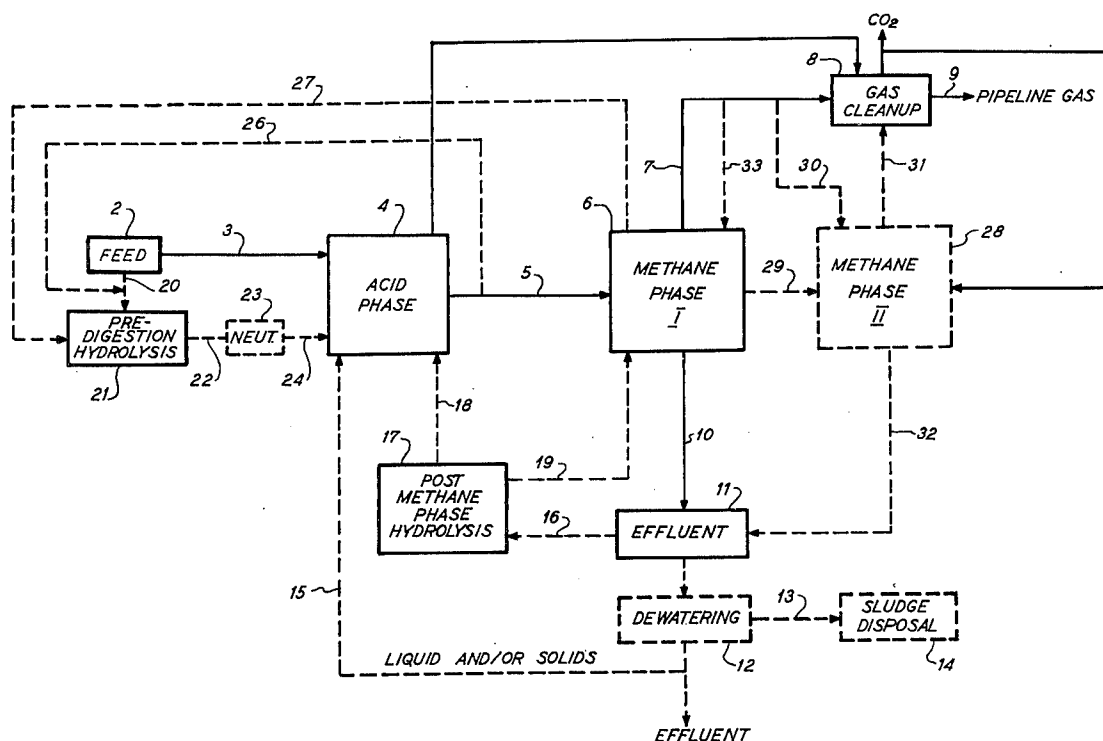 CO2
8
27
GAS
CLEANUP
9
PIPELINE GAS
26
7
33
30
31
2
FEED
3
4
ACID
PHASE
6
METHANE
PHASE
I
28
METHANE
PHASE
II
20
5
29
23
PRE-
DIGESTION
HYDROLYSIS
NEUT.
21
22
24
18
10
32
17
POST
METHANE
PHASE
HYDROLYSIS
19
11
16
EFFLUENT
15
DEWATERING
13
SLUDGE
DISPOSAL
12
14
LIQUID AND/OR SOLIDS
EFFLUENT